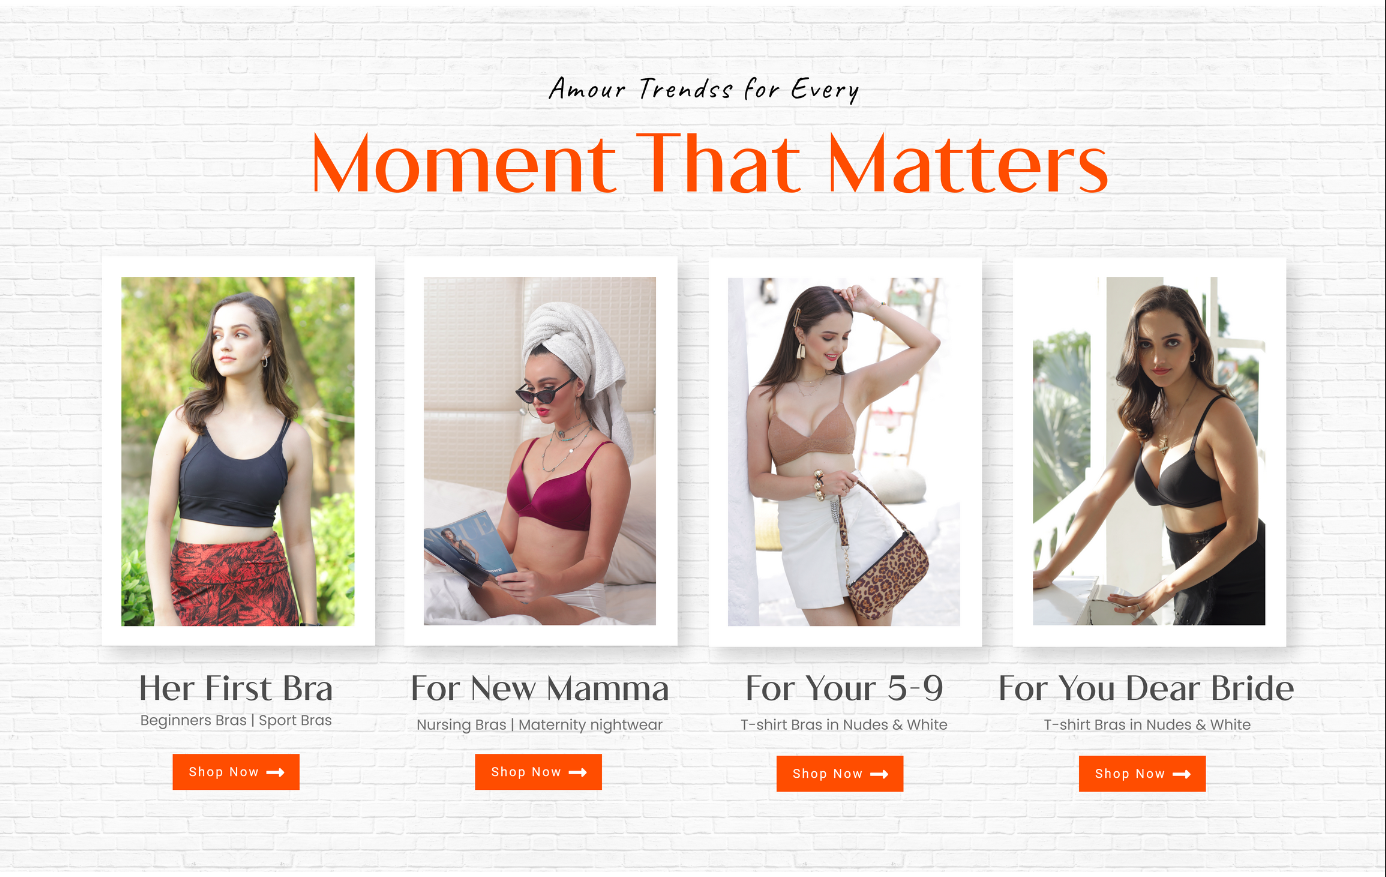 Amour Trendss for Every
Moment That Matters
Her First Bra
Beginners Bras | Sport Bras
Shop Now
For New Mamma
Nursing Bras | Maternity nightwear
Shop Now
For Your 5-9
T-shirt Bras in Nudes & White
Shop Now
For You Dear Bride
T-shirt Bras in Nudes & White
Shop Now